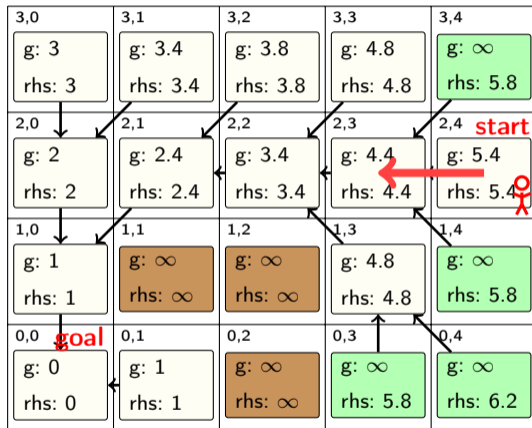 3,0 3,1 3,2 3,3 3,4
g: 3 g: 3.4 g: 3.8 g: 4.8 g: ∞
rhs: 3 rhs: 3.4 rhs: 3.8 rhs: 4.8 rhs: 5.8
2,0 2,1 2,2 2,3 2,4 start
g: 2 g: 2.4 g: 3.4 g: 4.4 g: 5.4
rhs: 2 rhs: 2.4 rhs: 3.4 rhs: 4.4 rhs: 5.4
1,0 1,1 1,2 1,3 1,4
g: 1 g: ∞ g: ∞ g: 4.8 g: ∞
rhs: 1 rhs: ∞ rhs: ∞ rhs: 4.8 rhs: 5.8
0,0 goal 0,1 0,2 0,3 0,4
g: 0 g: 1 g: ∞ g: ∞ g: ∞
rhs: 0 rhs: 1 rhs: ∞ rhs: 5.8 rhs: 6.2